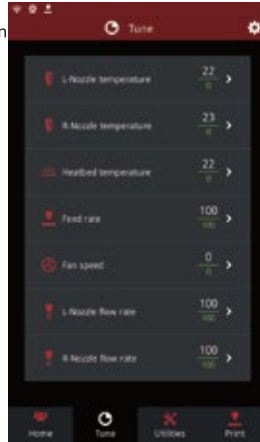 n
Tune
L-Nozzle temperature
22
0
R-Nozzle temperature
23
0
Heatbed temperature
22
0
Feed rate
100
100
Fan speed
0
0
L-Nozzle flow rate
100
100
R-Nozzle flow rate
100
100
Home
Tune
Utilities
Print